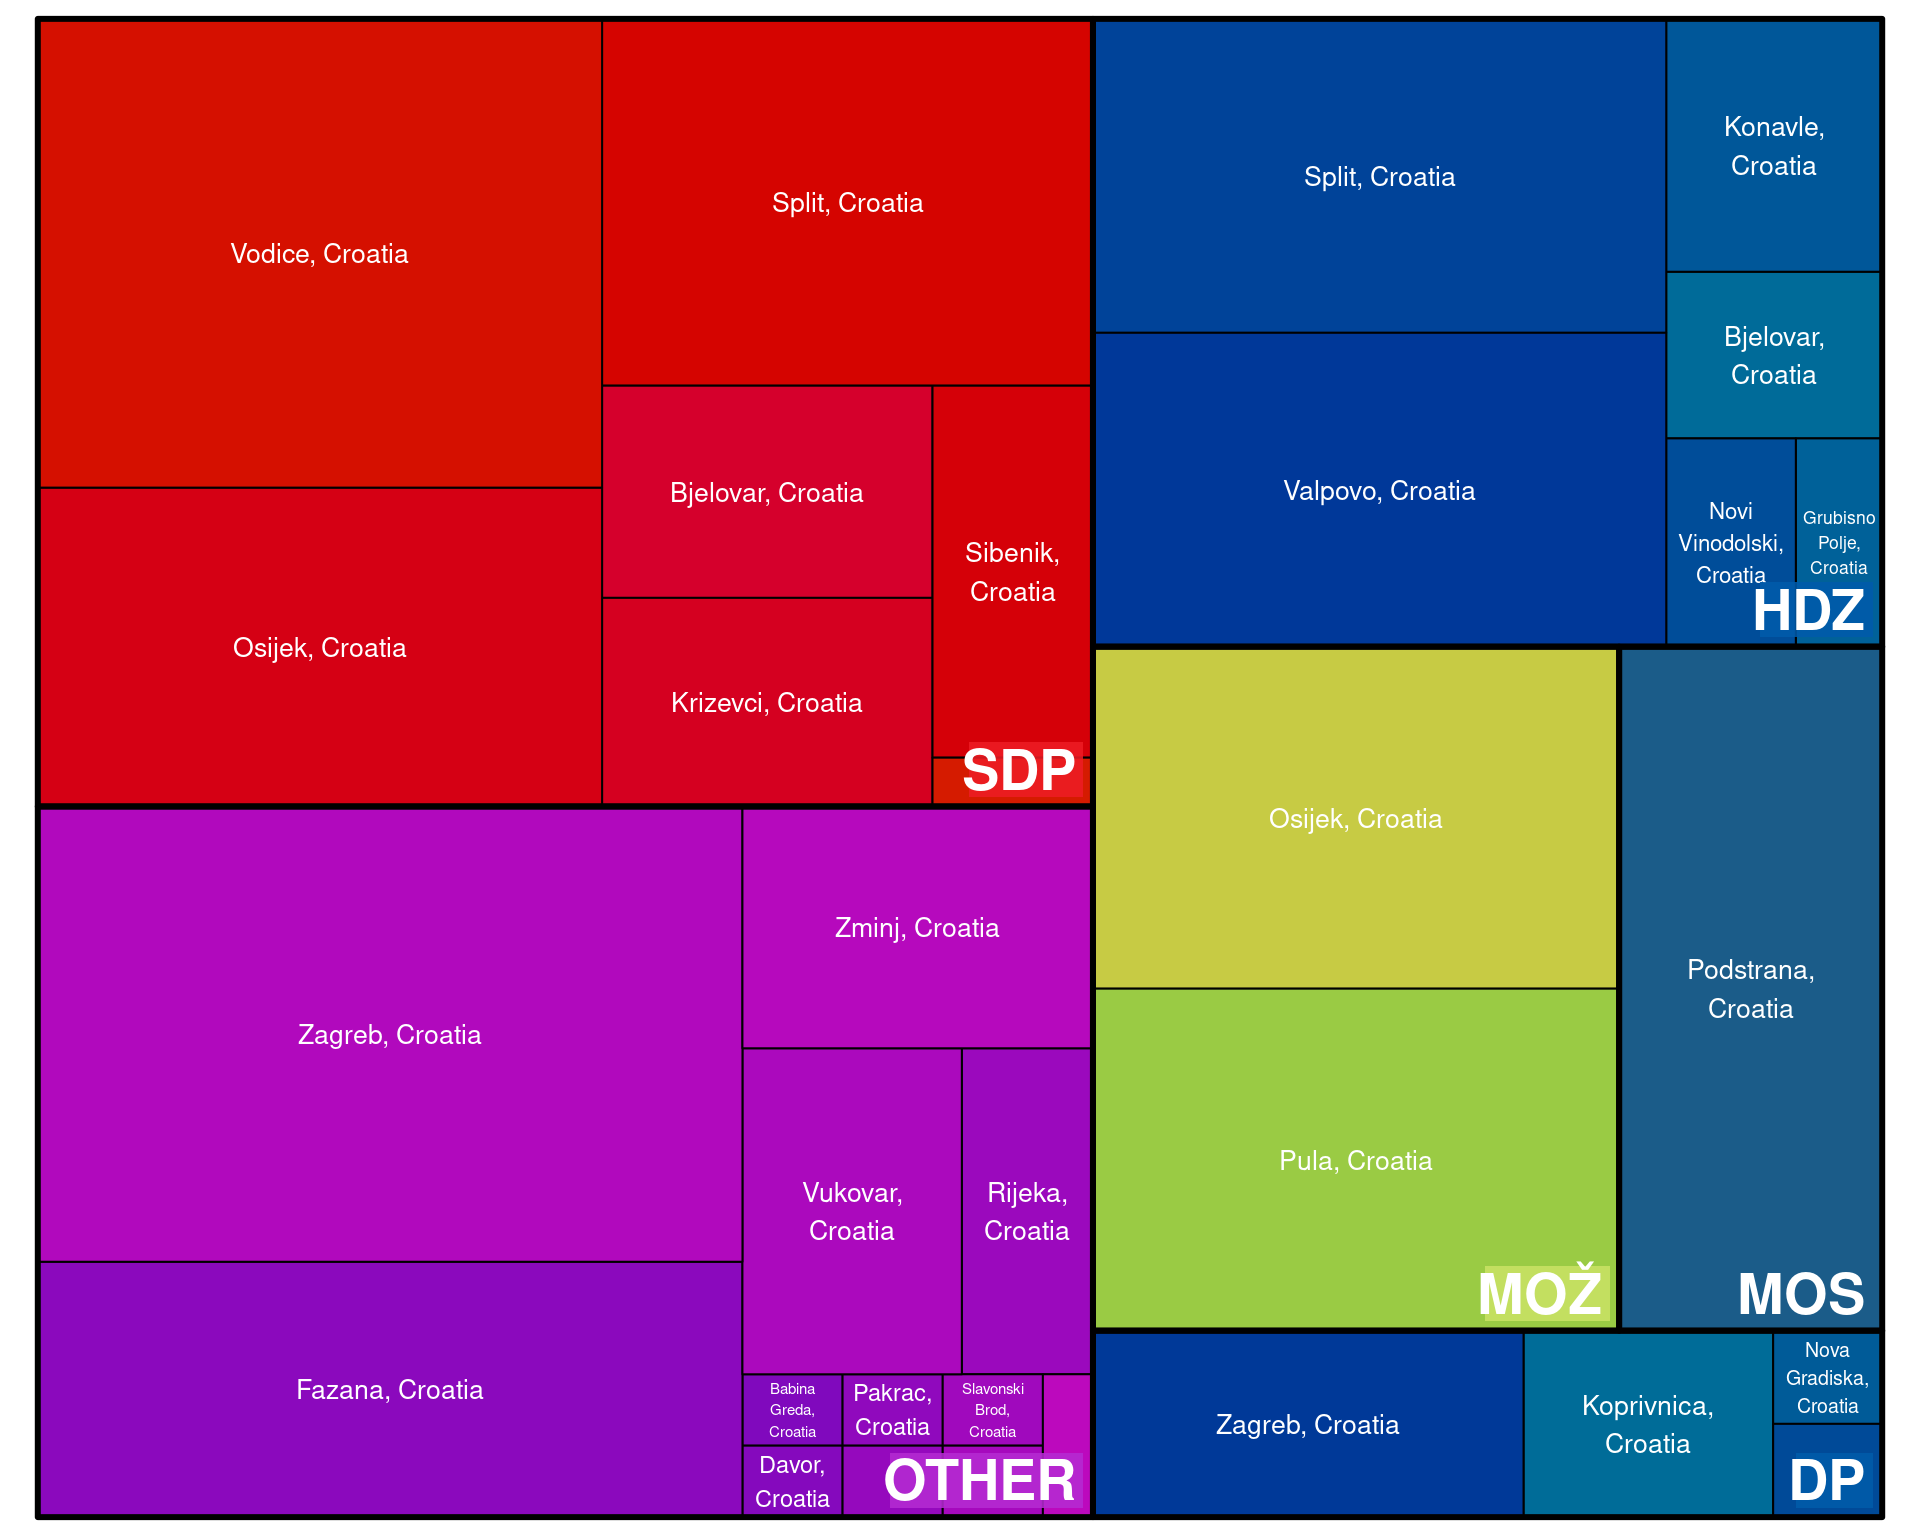 Vodice, Croatia
Split, Croatia
Osijek, Croatia
Bjelovar, Croatia
Krizevci, Croatia
Sibenik,
Croatia
SDP
Split, Croatia
Valpovo, Croatia
Konavle,
Croatia
Bjelovar,
Croatia
Novi
Vinodolski,
Croatia
Grubisno
Polje,
Croatia
HDZ
Zagreb, Croatia
Fazana, Croatia
Zminj, Croatia
Vukovar,
Croatia
Rijeka,
Croatia
Babina
Greda,
Croatia
Pakrac,
Croatia
Slavonski
Brod,
Croatia
Davor,
Croatia
OTHER
Osijek, Croatia
Pula, Croatia
MOŽ
Podstrana,
Croatia
MOS
Zagreb, Croatia
Koprivnica,
Croatia
Nova
Gradiska,
Croatia
DP